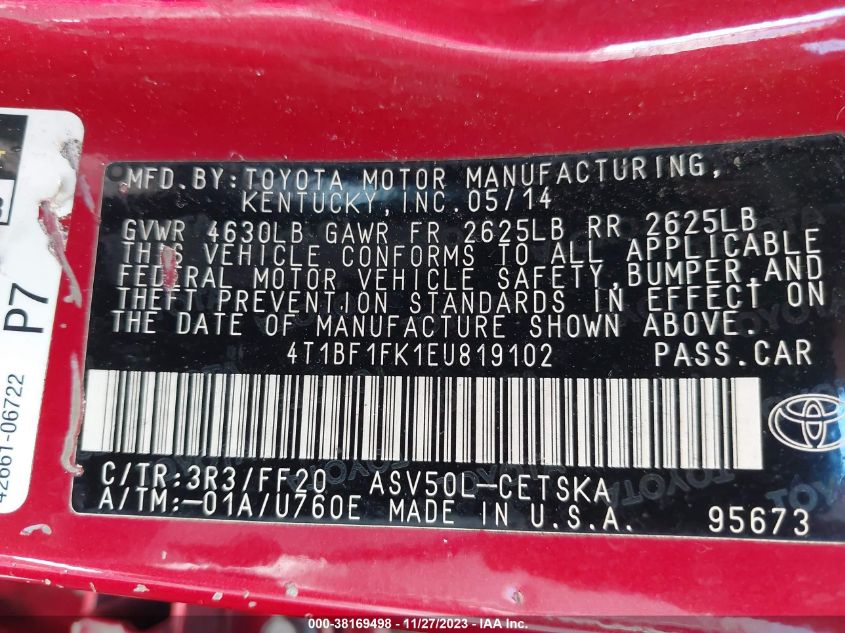 MFD.BY:TOYOTA MOTOR MANUFACTURING,
KENTUCKY,INC.05/14
GVWR 4630LB GAWR FR 2625LB RR 2625LB
THIS VEHICLE CONFORMS TO ALL APPLICABLE
FEDERAL MOTOR VEHICLE SAFETY,BUMPER,AND
THEFT PREVENTION STANDARDS IN EFFECT ON
THE DATE OF MANUFACTURE SHOWN ABOVE.
4T1BF1FK1EU819102 PASS.CAR
C/TR:3R3/FF20 ASV50L-CETSKA
A/TM:-01A/U760E MADE IN U.S.A. 95673
P7
42661-06722
000-38169498 - 11/27/2023 - IAAI.COM